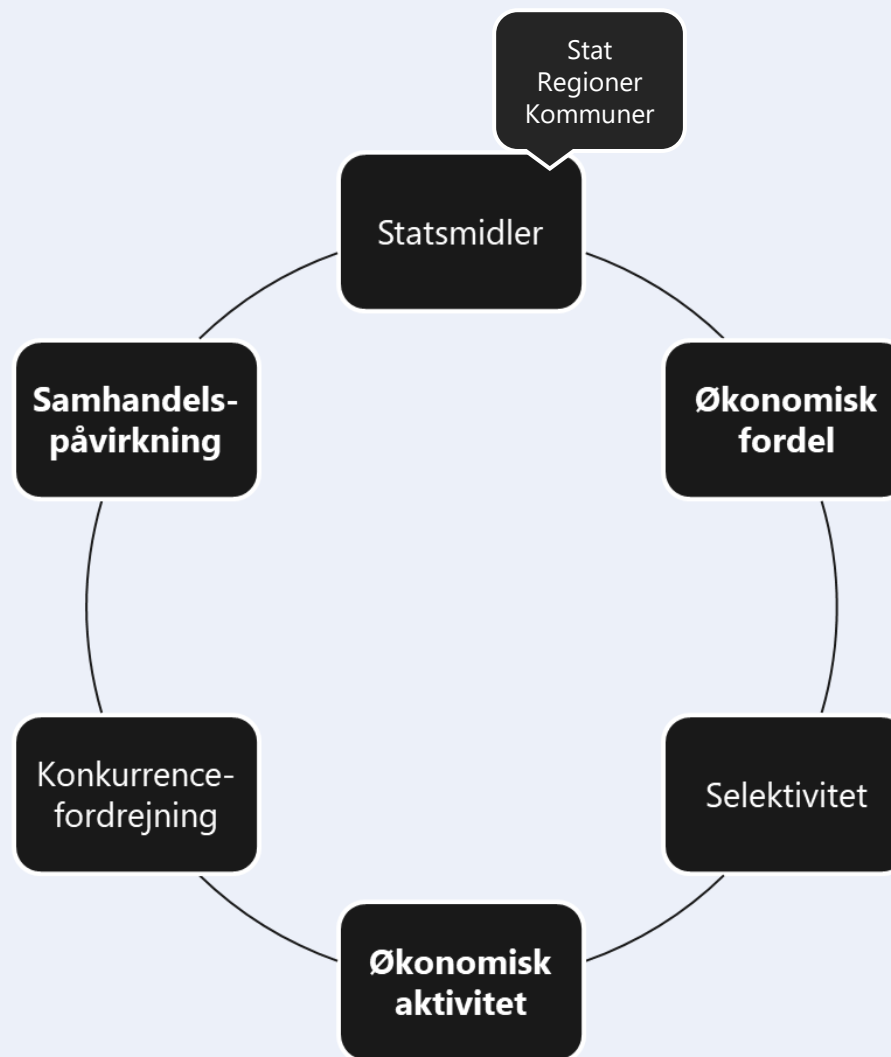 Stat
Regioner
Kommuner
Statsmidler
Økonomisk
fordel
Selektivitet
Økonomisk
aktivitet
Konkurrence-
fordrejning
Samhandels-
påvirkning